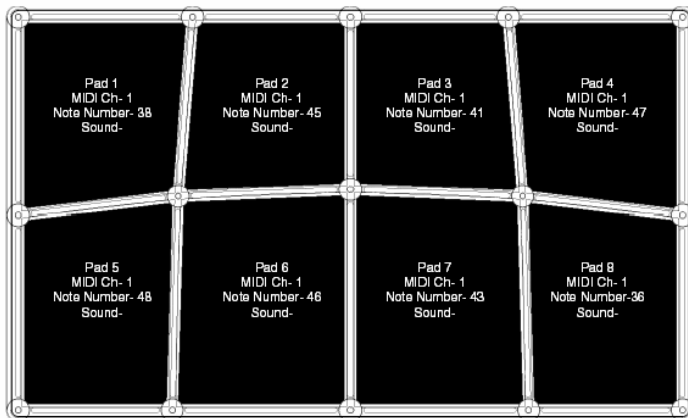 Pad 1
MIDI Ch- 1
Note Number- 38
Sound-
Pad 2
MIDI Ch- 1
Note Number- 45
Sound-
Pad 3
MIDI Ch- 1
Note Number- 41
Sound-
Pad 4
MIDI Ch- 1
Note Number- 47
Sound-
Pad 5
MIDI Ch- 1
Note Number- 48
Sound-
Pad 6
MIDI Ch- 1
Note Number- 46
Sound-
Pad 7
MIDI Ch- 1
Note Number- 43
Sound-
Pad 8
MIDI Ch- 1
Note Number-36
Sound-